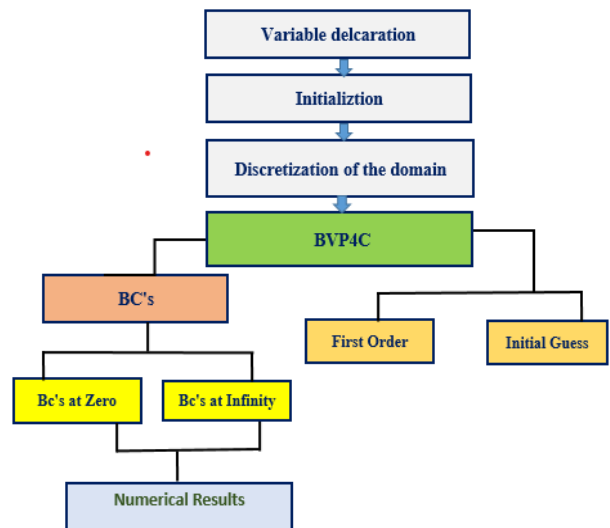 Variable delcaration
Initializtion
Discretization of the domain
BVP4C
BC's
First Order
Initial Guess
Bc's at Zero
Bc's at Infinity
Numerical Results